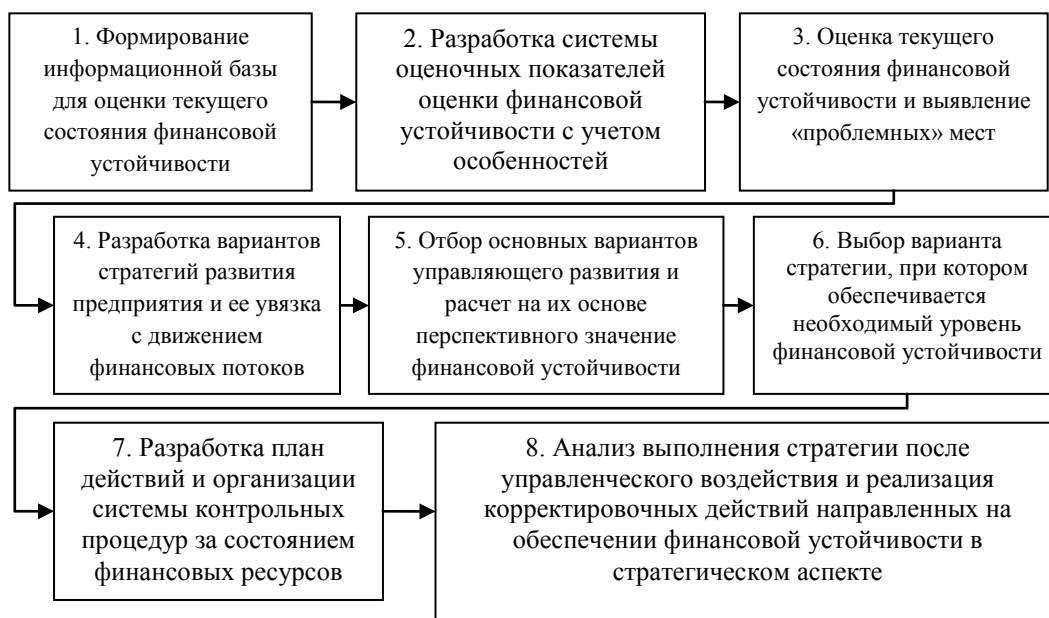 1. Формирование
информационной базы
для оценки текущего
состояния финансовой
устойчивости
2. Разработка системы
оценочных показателей
оценки финансовой
устойчивости с учетом
особенностей
3. Оценка текущего
состояния финансовой
устойчивости и выявление
«проблемных» мест
4. Разработка вариантов
стратегий развития
предприятия и ее увязка
с движением
финансовых потоков
5. Отбор основных вариантов
управляющего развития и
расчет на их основе
перспективного значение
финансовой устойчивости
6. Выбор варианта
стратегии, при котором
обеспечивается
необходимый уровень
финансовой устойчивости
7. Разработка план
действий и организации
системы контрольных
процедур за состоянием
финансовых ресурсов
8. Анализ выполнения стратегии после
управленческого воздействия и реализация
корректировочных действий направленных на
обеспечении финансовой устойчивости в
стратегическом аспекте